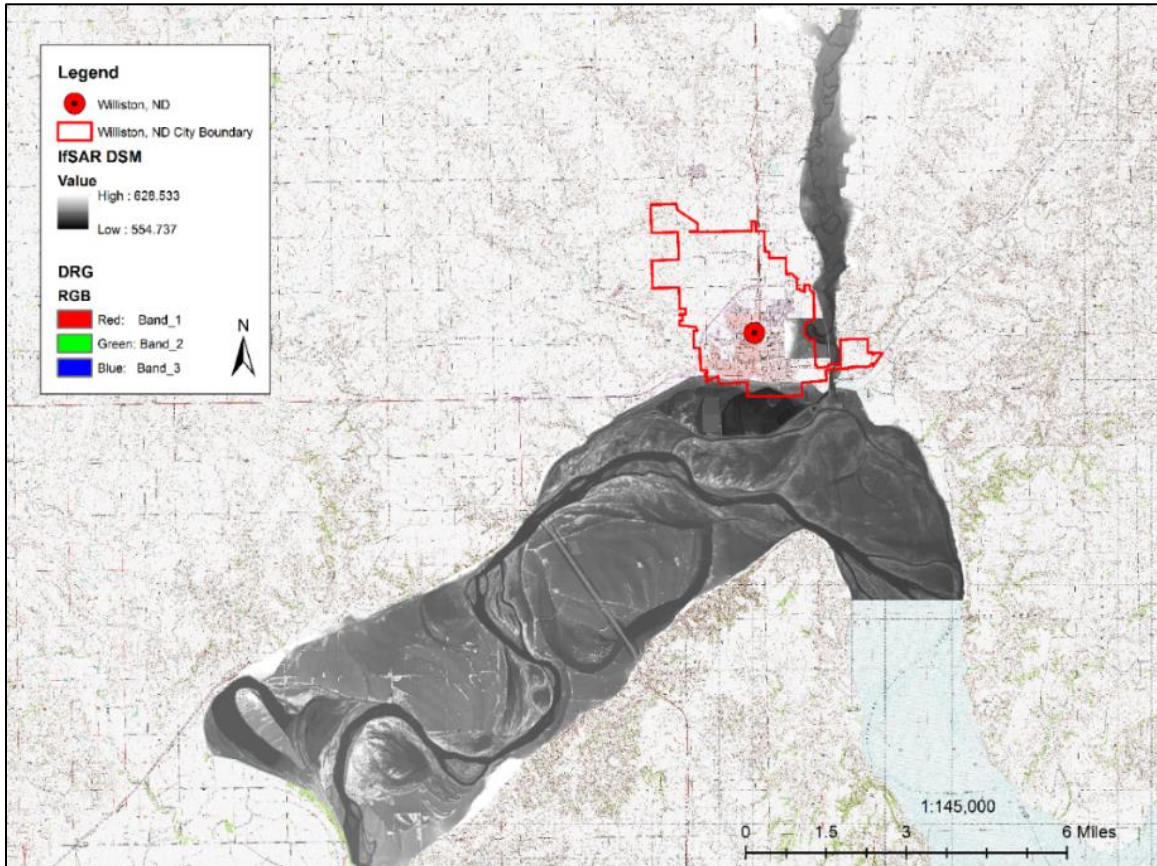 Legend
Williston, ND
Williston, ND City Boundary
IfSAR DSM
Value
High : 628.533
Low : 554.737
DRG
RGB
Red: Band_1
Green: Band_2
Blue: Band_3
N
1:145,000
0 1.5 3 6 Miles